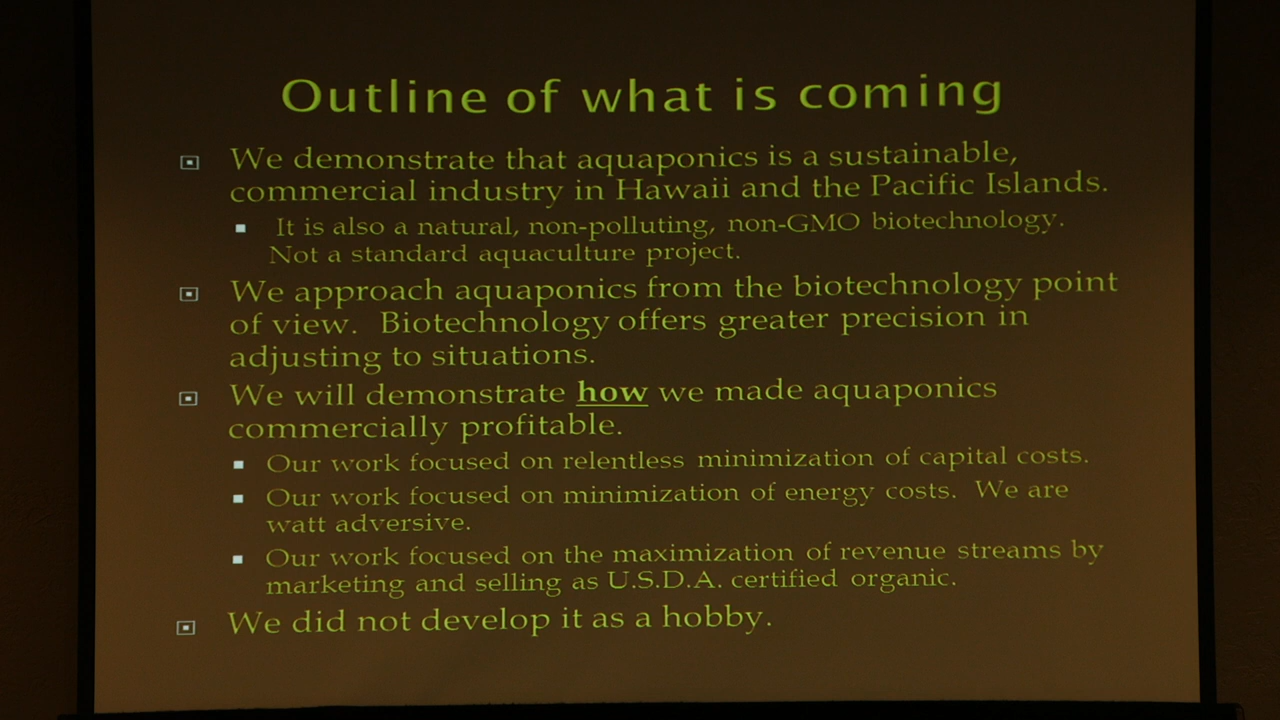 Outline of what is coming
We demonstrate that aquaponics is a sustainable,
commercial industry in Hawaii and the Pacific Islands.
It is also a natural, non-polluting, non-GMO biotechnology.
Not a standard aquaculture project.
We approach aquaponics from the biotechnology point
of view. Biotechnology offers greater precision in
adjusting to situations.
We will demonstrate how we made aquaponics
commercially profitable.
Our work focused on relentless minimization of capital costs.
Our work focused on minimization of energy costs. We are
watt adversive.
Our work focused on the maximization of revenue streams by
marketing and selling as U.S.D.A. certified organic.
We did not develop it as a hobby.